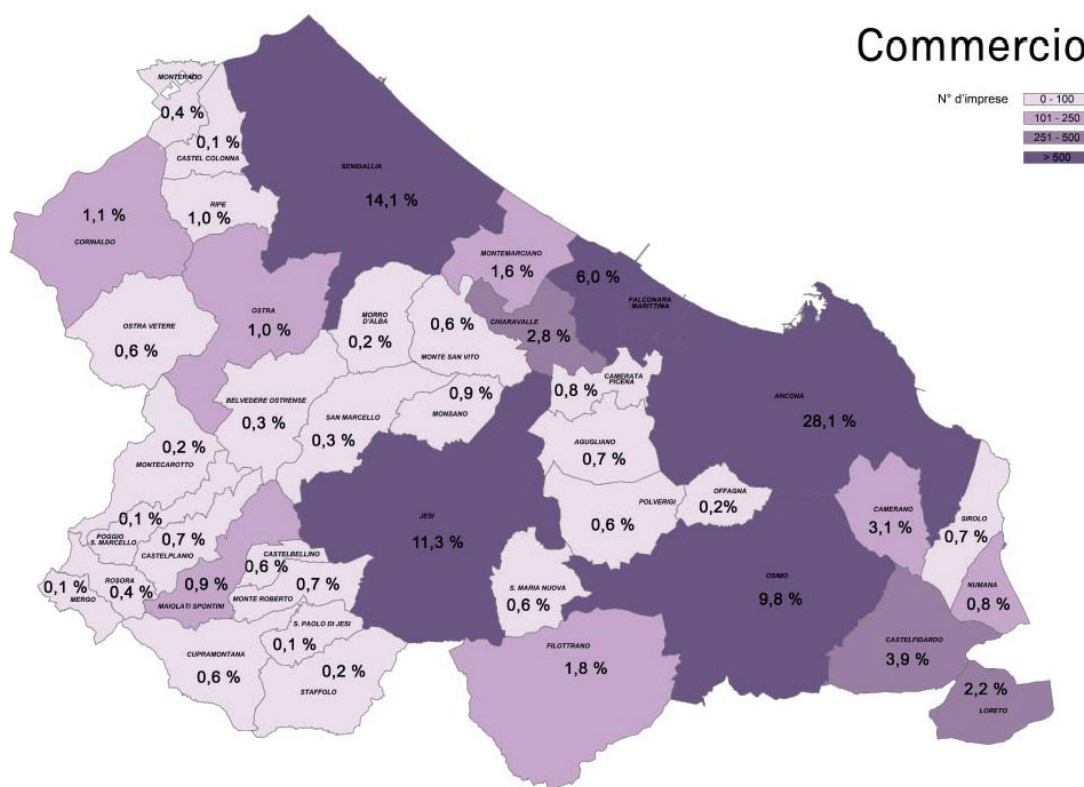 Commercio
N° d'imprese
0 - 100
101 - 250
251 - 500
> 500
MONTERADO
0,4 %
0,1 %
CASTEL COLONNA
SENIGALLIA
14,1 %
RIPE
1,0 %
1,1 %
CORINALDO
MONTEMARCIANO
1,6 %
6,0 %
FALCONARA
MARITTIMA
OSTRA
1,0 %
OSTRA VETERE
0,6 %
MORRO
D'ALBA
0,2 %
0,6 %
MONTE SAN VITO
CHIARAVALLE
2,8 %
CAMERATA
PICENA
0,8 %
ANCONA
28,1 %
BELVEDERE OSTRENSE
0,3 %
SAN MARCELLO
0,3 %
0,9 %
MONSANO
AGUGLIANO
0,7 %
0,2 %
MONTECAROTTO
POLVERIGI
0,6 %
OFFAGNA
0,2%
CAMERANO
3,1 %
SIROLO
0,7 %
0,1 %
POGGIO
S. MARCELLO
0,7 %
CASTELPLANIO
JESI
11,3 %
CASTELBELLINO
0,6 %
0,7 %
MONTE ROBERTO
0,1 %
MERGO
ROSORA
0,4 %
0,9 %
MAIOLATI SPONTINI
S. MARIA NUOVA
0,6 %
OSIMO
9,8 %
NUMANA
0,8 %
S. PAOLO DI JESI
0,1 %
CUPRAMONTANA
0,6 %
0,2 %
STAFFOLO
FILOTTRANO
1,8 %
CASTELFIDARDO
3,9 %
2,2 %
LORETO